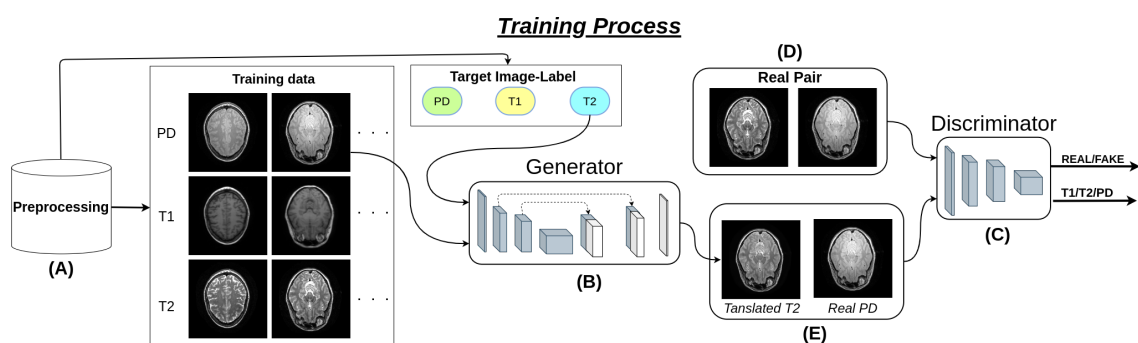 Training Process
(D)
Training data
Target Image-Label
Real Pair
PD
T1
T2
PD
. . .
Discriminator
Generator
REAL/FAKE
T1/T2/PD
Preprocessing
T1
. . .
(A)
(B)
(C)
T2
. . .
Tanslated T2
Real PD
(E)